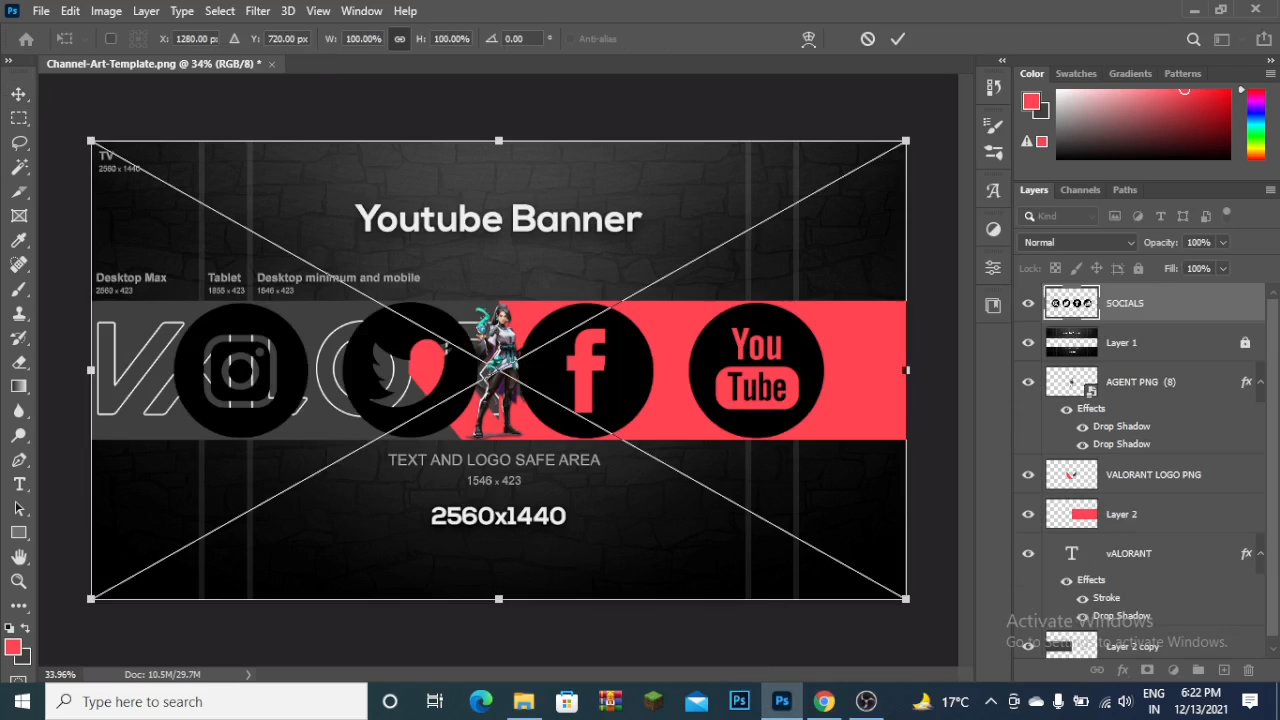 Ps File Edit Image Layer Type Select Filter 3D View Window Help
X: 1280.00 px Y: 720.00 px W: 100.00% H: 100.00% 0.00 ° Anti-alias
Channel-Art-Template.png @ 34% (RGB/8) *
TV
2560 x 1440
Youtube Banner
Desktop Max Tablet Desktop minimum and mobile
2560 x 423 1855 x 423 1546 x 423
You
Tube
TEXT AND LOGO SAFE AREA
1546 x 423
2560x1440
33.96% Doc: 10.5M/29.7M
Color Swatches Gradients Patterns
Layers Channels Paths
Kind
Normal Opacity: 100%
Lock: Fill: 100%
SOCIALS
Layer 1
AGENT PNG (8) fx
Effects
Drop Shadow
Drop Shadow
VALORANT LOGO PNG
Layer 2
T vALORANT fx
Effects
Stroke
Drop Shadow
Layer 2 copy
Activate Windows
Go to Settings to activate Windows.
Type here to search
Ps Ps 17°C ENG 6:22 PM
IN 12/13/2021